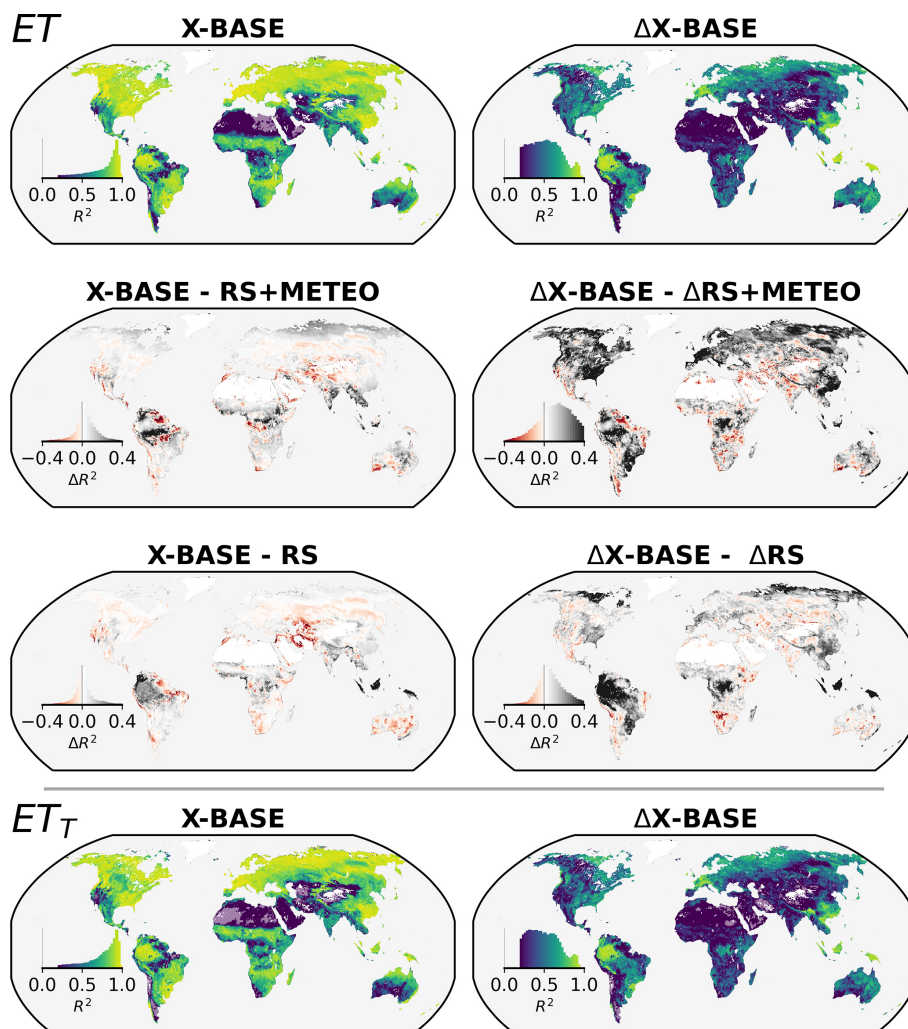 ET
X-BASE
ΔX-BASE
0.0 0.5 1.0
R²
0.0 0.5 1.0
R²
X-BASE - RS+METEO
ΔX-BASE - ΔRS+METEO
−0.4 0.0 0.4
ΔR²
−0.4 0.0 0.4
ΔR²
X-BASE - RS
ΔX-BASE - ΔRS
−0.4 0.0 0.4
ΔR²
−0.4 0.0 0.4
ΔR²
ET_T
X-BASE
ΔX-BASE
0.0 0.5 1.0
R²
0.0 0.5 1.0
R²